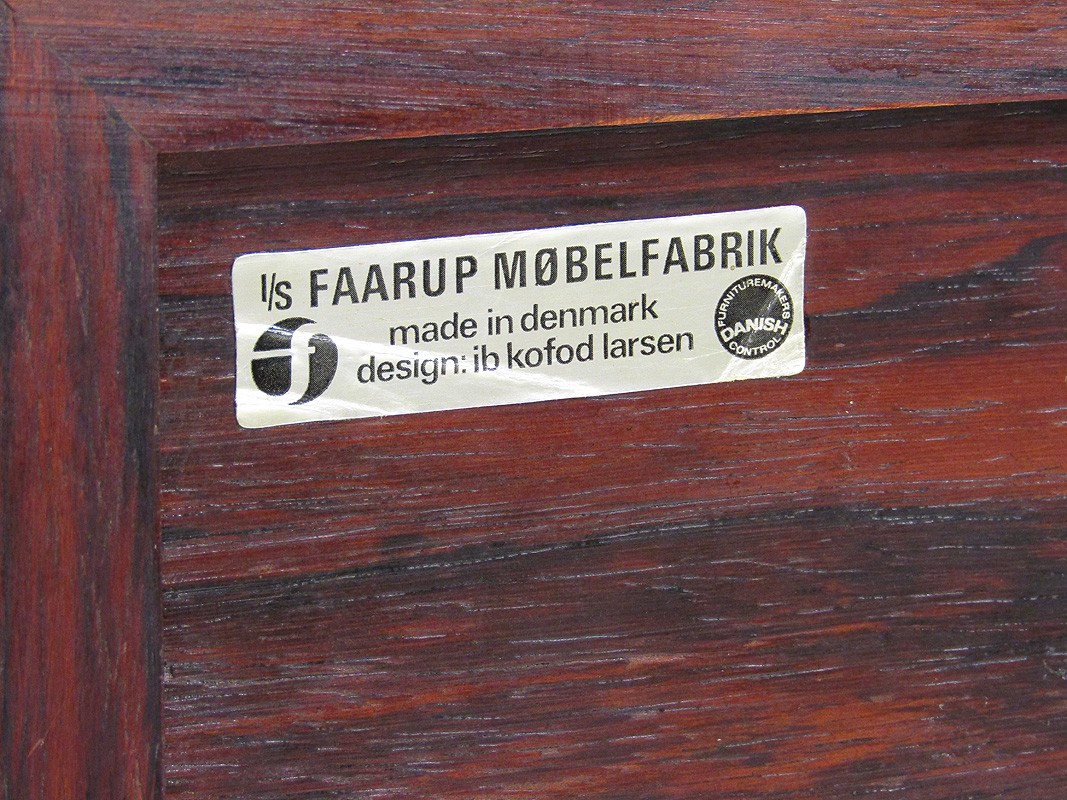 I/S FAARUP MØBELFABRIK
made in denmark
design: ib kofod larsen
f
FURNITUREMAKERS
DANISH
CONTROL